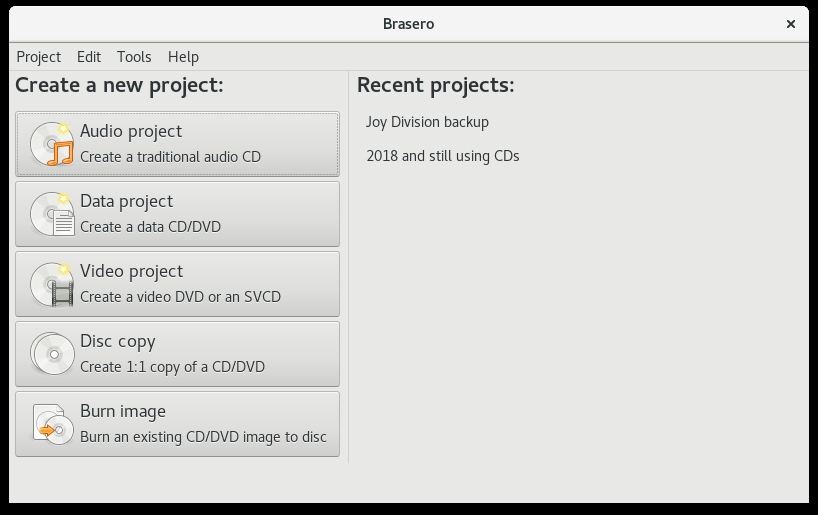 Brasero
Project Edit Tools Help
Create a new project:
Audio project
Create a traditional audio CD
Data project
Create a data CD/DVD
Video project
Create a video DVD or an SVCD
Disc copy
Create 1:1 copy of a CD/DVD
Burn image
Burn an existing CD/DVD image to disc
Recent projects:
Joy Division backup
2018 and still using CDs